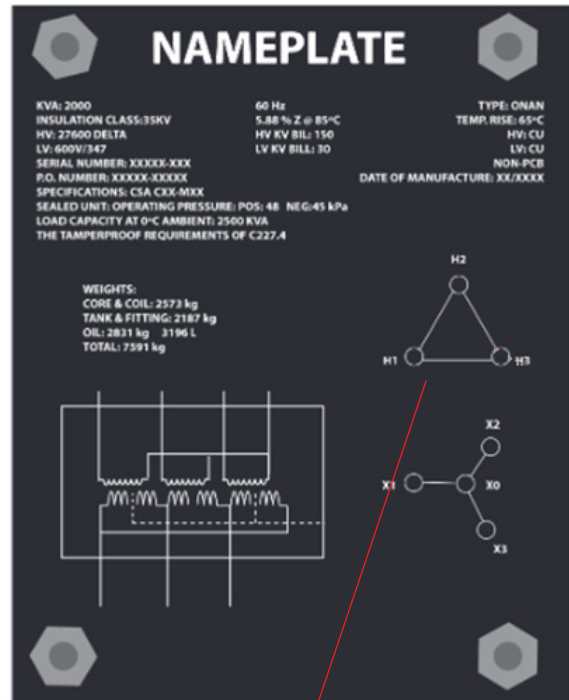 NAMEPLATE
KVA: 2000 60 Hz TYPE: ONAN
INSULATION CLASS:35KV 5.88 % Z @ 85ºC TEMP. RISE: 65ºC
HV: 27600 DELTA HV KV BIL: 150 HV: CU
LV: 600V/347 LV KV BILL: 30 LV: CU
SERIAL NUMBER: XXXXX-XXX NON-PCB
P.O. NUMBER: XXXXX-XXXXX DATE OF MANUFACTURE: XX/XXXX
SPECIFICATIONS: CSA CXX-MXX
SEALED UNIT: OPERATING PRESSURE: POS: 48 NEG:45 kPa
LOAD CAPACITY AT 0ºC AMBIENT: 2500 KVA
THE TAMPERPROOF REQUIREMENTS OF C227.4
WEIGHTS:
CORE & COIL: 2573 kg
TANK & FITTING: 2187 kg
OIL: 2831 kg 3196 L
TOTAL: 7591 kg
H2
H1 H3
X2
X1 X0
X3